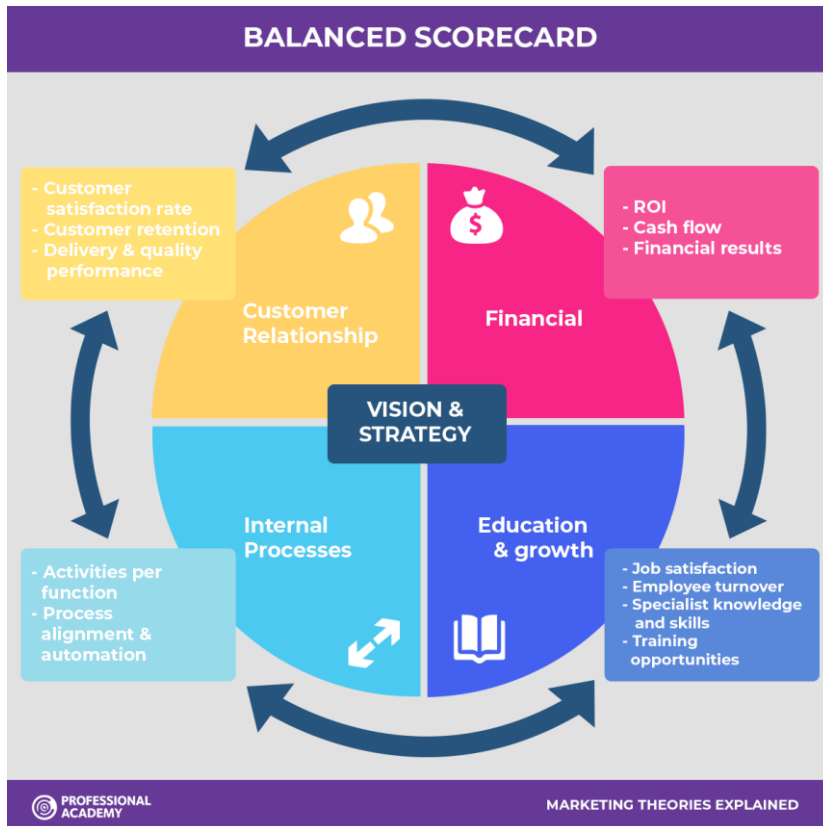 BALANCED SCORECARD
- Customer
satisfaction rate
- Customer retention
- Delivery & quality
performance
- ROI
- Cash flow
- Financial results
$
Customer
Relationship
Financial
VISION &
STRATEGY
Internal
Processes
Education
& growth
- Activities per
function
- Process
alignment &
automation
- Job satisfaction
- Employee turnover
- Specialist knowledge
and skills
- Training
opportunities
PROFESSIONAL
ACADEMY
MARKETING THEORIES EXPLAINED